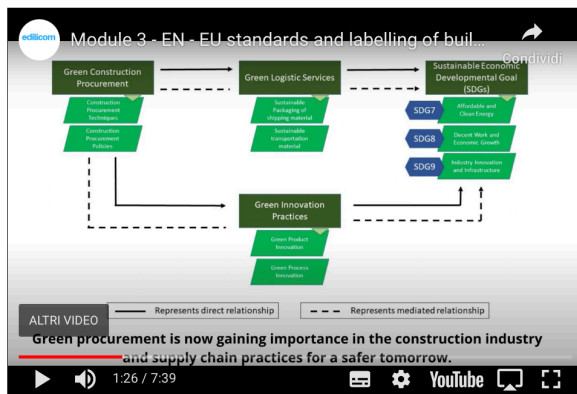 edilicom
Module 3 - EN - EU standards and labelling of buil...
Condividi
Green Construction
Procurement
Construction
Procurement
Techniques
Construction
Procurement
Policies
Green Logistic Services
Sustainable
Packaging of
shipping material
Sustainable
transportation
material
Sustainable Economic
Developmental Goal
(SDGs)
SDG7
Affordable and
Clean Energy
SDG8
Decent Work and
Economic Growth
SDG9
Industry Innovation
and Infrastructure
Green Innovation
Practices
Green Product
Innovation
Green Process
Innovation
Represents direct relationship
Represents mediated relationship
ALTRI VIDEO
Green procurement is now gaining importance in the construction industry
and supply chain practices for a safer tomorrow.
1:26 / 7:39
YouTube